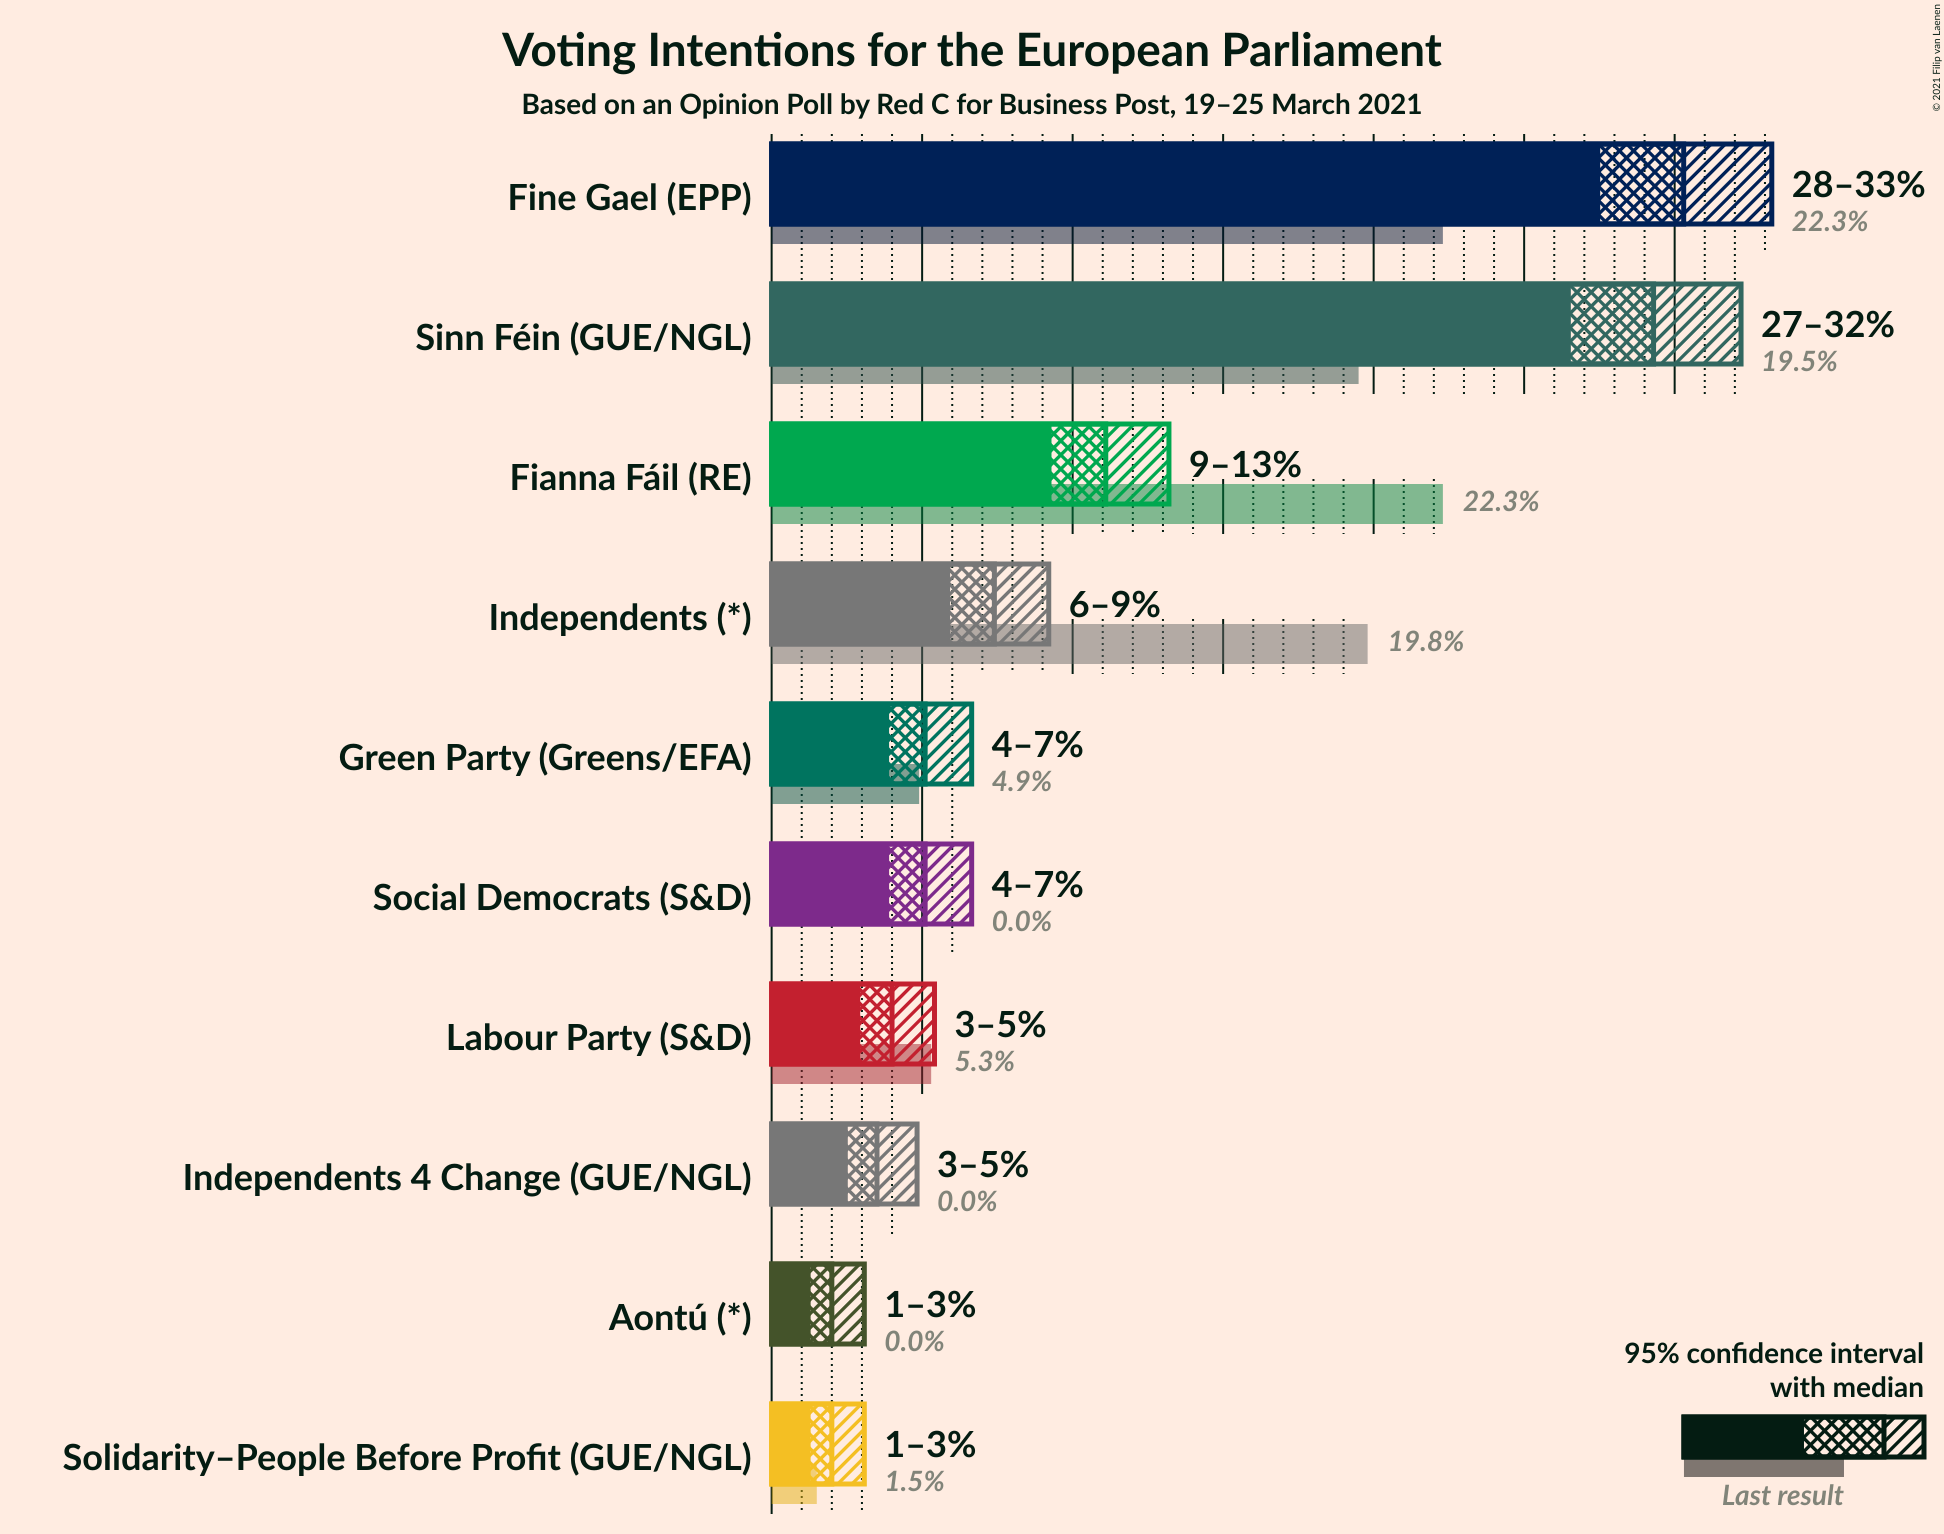 Voting Intentions for the European Parliament
Based on an Opinion Poll by Red C for Business Post, 19–25 March 2021
© 2021 Filip van Laenen
Fine Gael (EPP)
28–33%
22.3%
Sinn Féin (GUE/NGL)
27–32%
19.5%
Fianna Fáil (RE)
9–13%
22.3%
Independents (*)
6–9%
19.8%
Green Party (Greens/EFA)
4–7%
4.9%
Social Democrats (S&D)
4–7%
0.0%
Labour Party (S&D)
3–5%
5.3%
Independents 4 Change (GUE/NGL)
3–5%
0.0%
Aontú (*)
1–3%
0.0%
Solidarity–People Before Profit (GUE/NGL)
1–3%
1.5%
95% confidence interval
with median
Last result